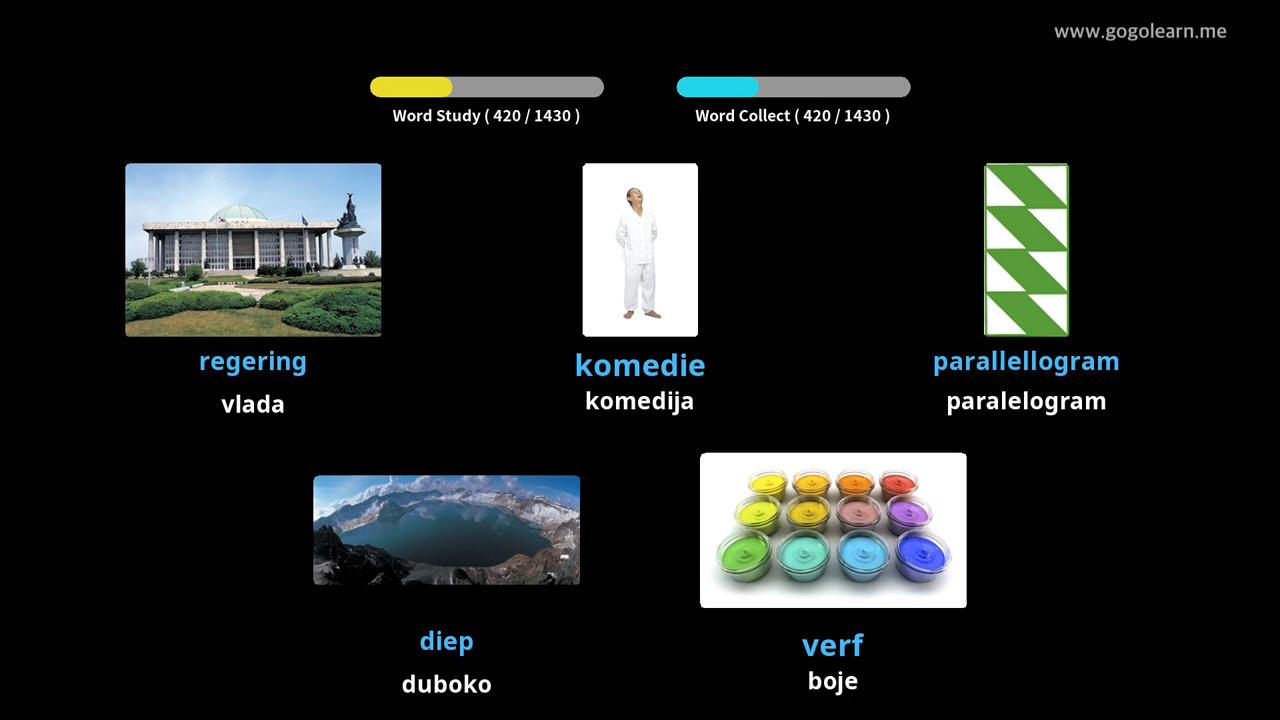 www.gogolearn.me
Word Study ( 420 / 1430 )
Word Collect ( 420 / 1430 )
regering
vlada
komedie
komedija
parallellogram
paralelogram
diep
duboko
verf
boje